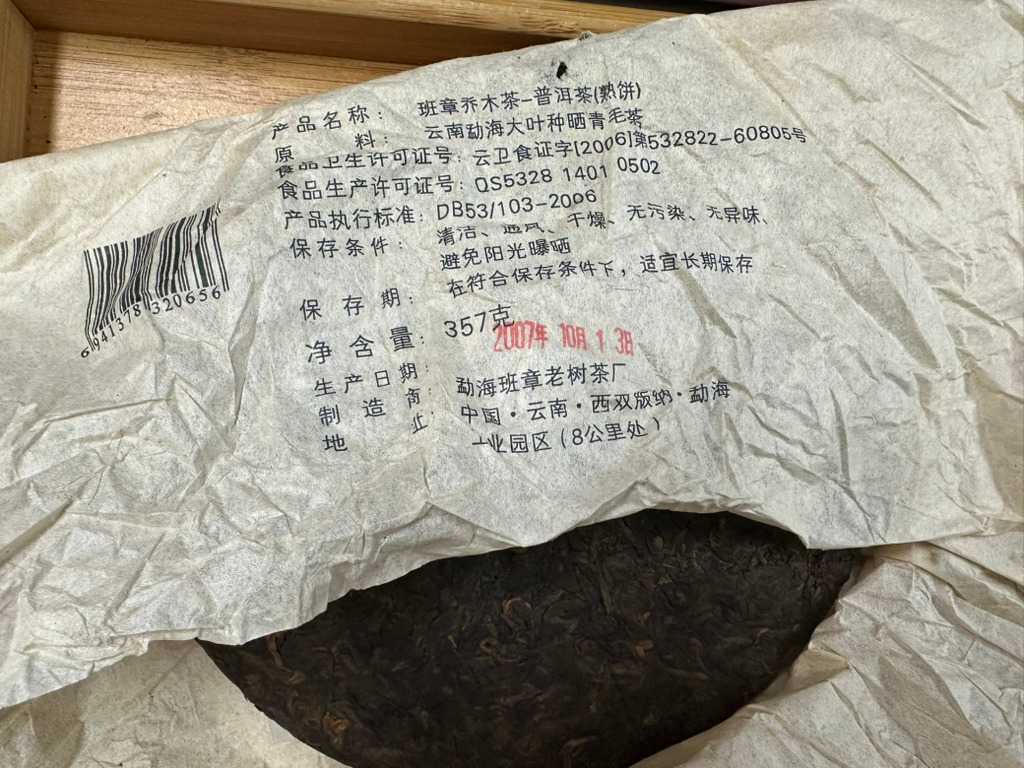 产品名称: 班章乔木茶-普洱茶(熟饼)
原 料: 云南勐海大叶种晒青毛茶
食品卫生许可证号: 云卫食证字[2006]第532822-60805号
食品生产许可证号: QS5328 1401 0502
产品执行标准: DB53/103-2006
保存条件: 清洁、通风、干燥、无污染、无异味、
避免阳光曝晒
保存期: 在符合保存条件下,适宜长期保存
净含量: 357克
生产日期: 2007年10月13日
制造商: 勐海班章老树茶厂
地 址: 中国·云南·西双版纳·勐海
工业园区(8公里处)
6 941378 320656